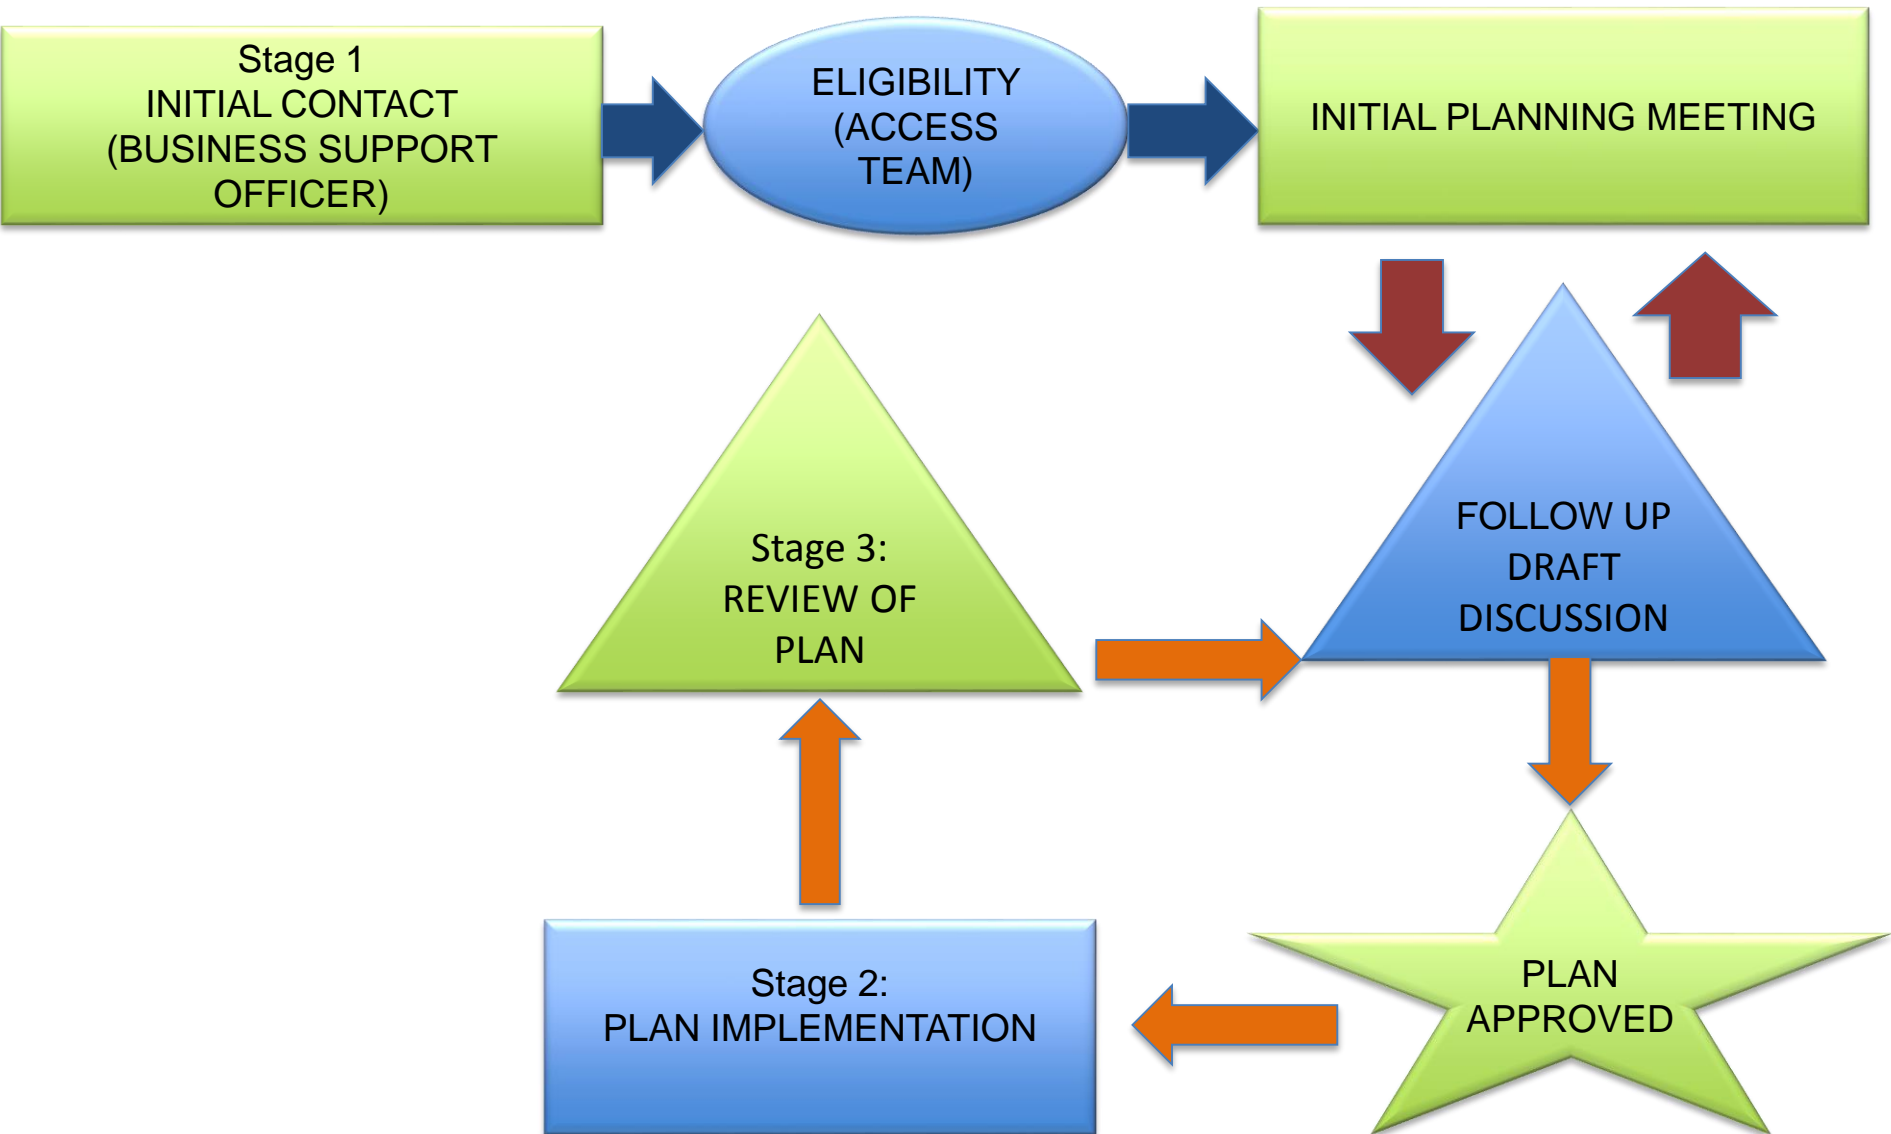 Stage 1
INITIAL CONTACT
(BUSINESS SUPPORT
OFFICER)
ELIGIBILITY
(ACCESS
TEAM)
INITIAL PLANNING MEETING
FOLLOW UP
DRAFT
DISCUSSION
Stage 3:
REVIEW OF
PLAN
PLAN
APPROVED
Stage 2:
PLAN IMPLEMENTATION